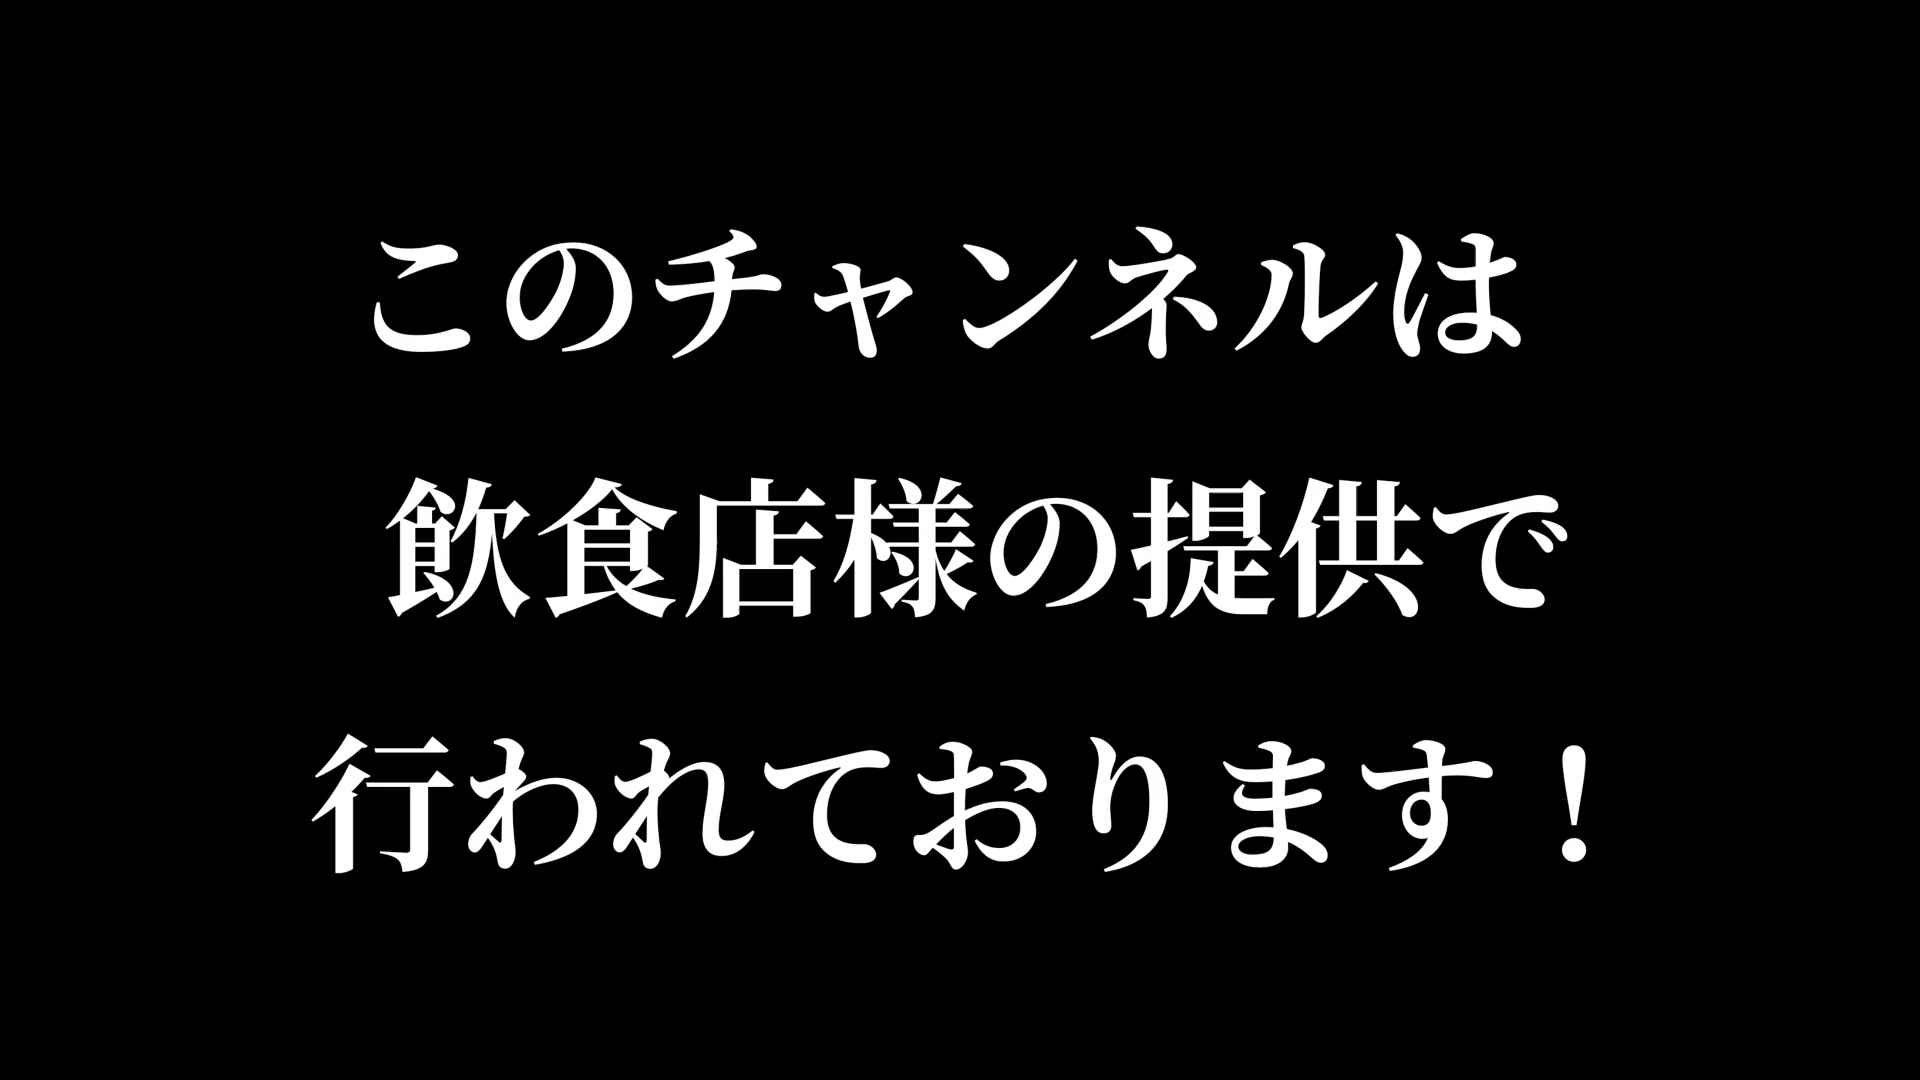 このチャンネルは
飲食店様の提供で
行われております！